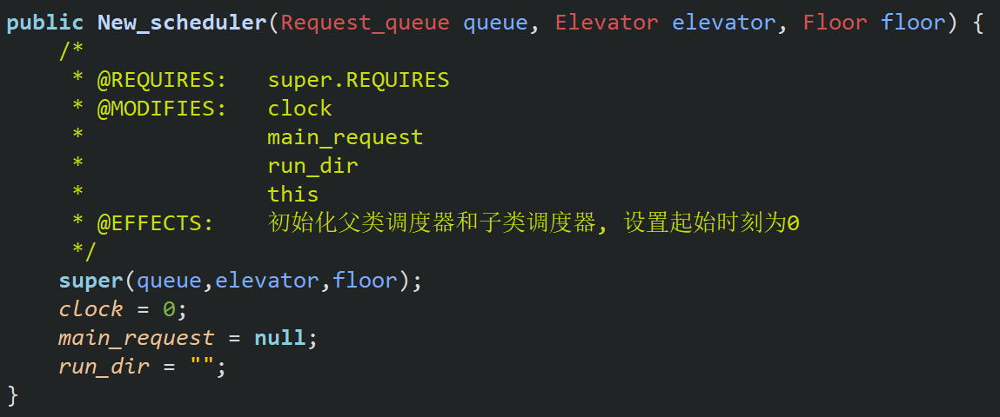 public New_scheduler(Request_queue queue, Elevator elevator, Floor floor) {
/*
* @REQUIRES: super.REQUIRES
* @MODIFIES: clock
* main_request
* run_dir
* this
* @EFFECTS: 初始化父类调度器和子类调度器, 设置起始时刻为0
*/
super(queue,elevator,floor);
clock = 0;
main_request = null;
run_dir = "";
}